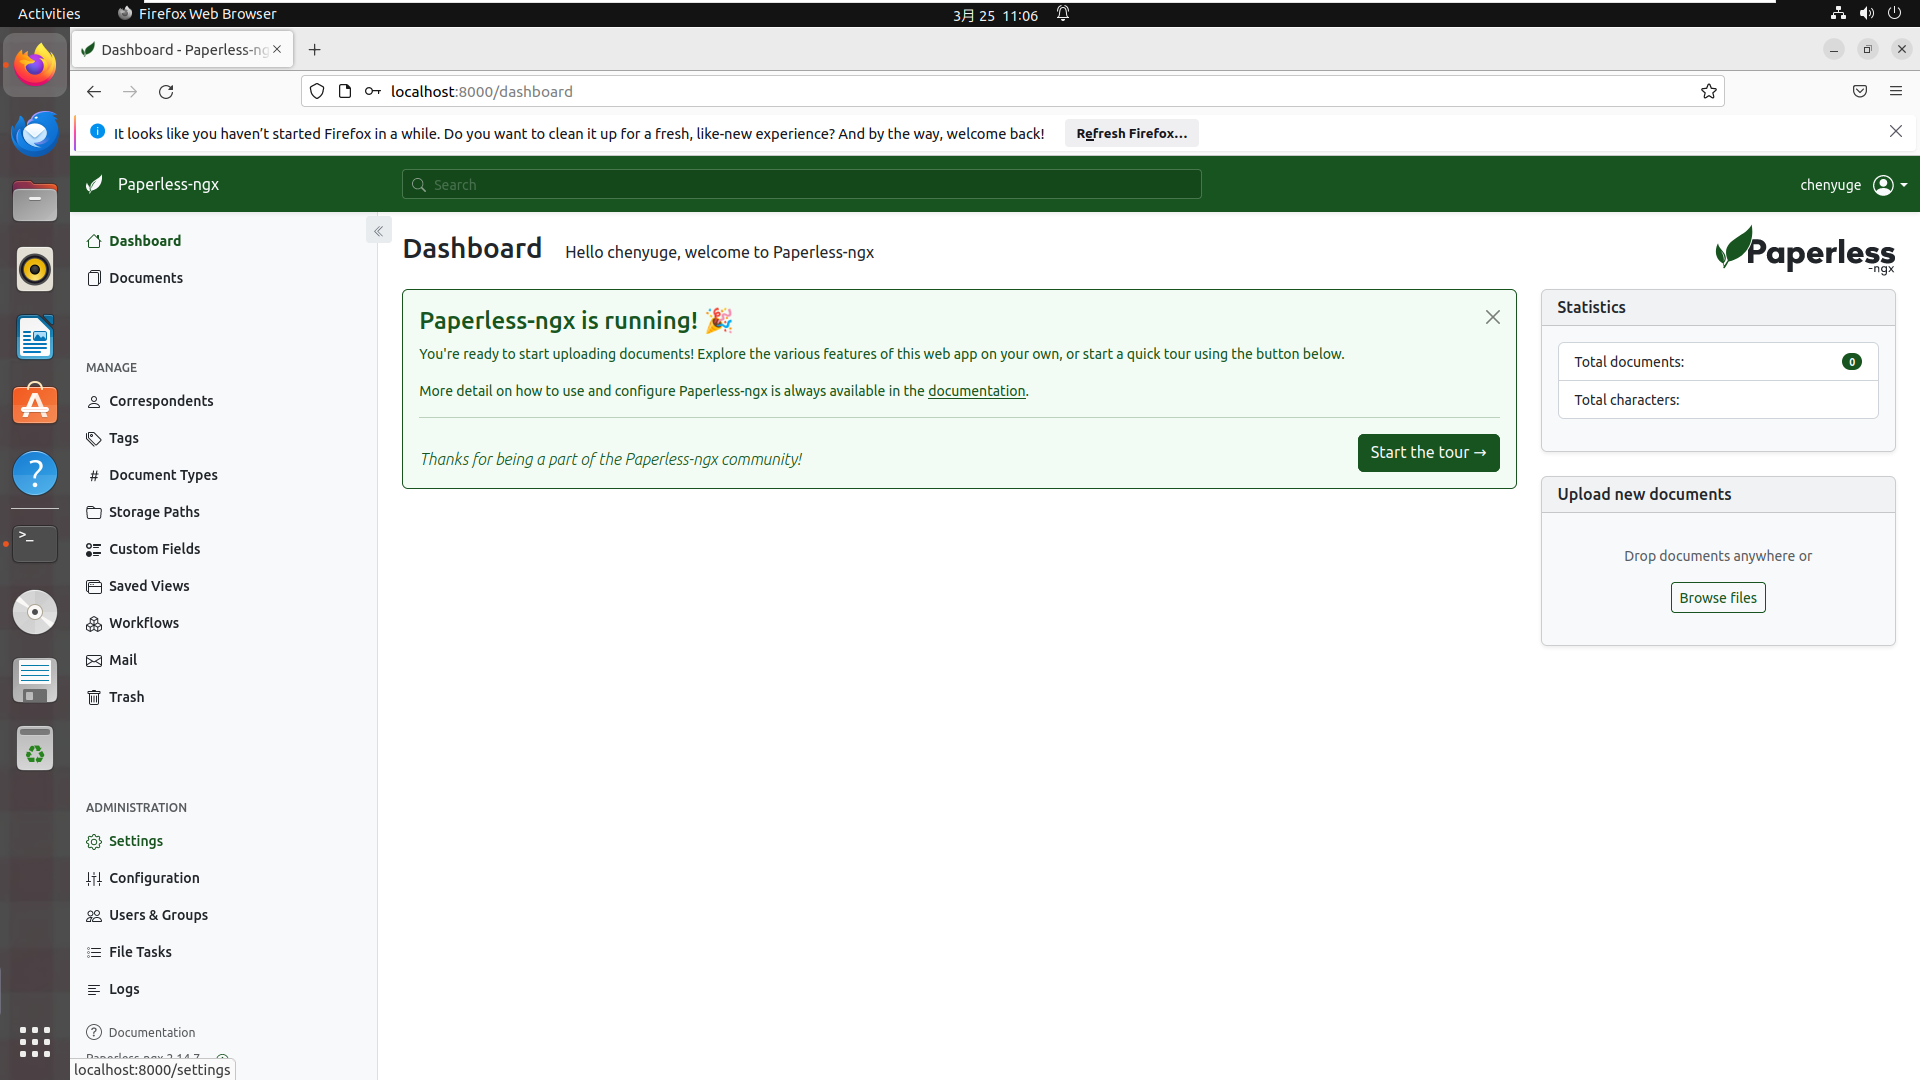 Activities
Firefox Web Browser
3月 25 11:06
Dashboard - Paperless-ng
localhost:8000/dashboard
It looks like you haven't started Firefox in a while. Do you want to clean it up for a fresh, like-new experience? And by the way, welcome back!
Refresh Firefox...
Paperless-ngx
Search
chenyuge
Dashboard
Documents
MANAGE
Correspondents
Tags
Document Types
Storage Paths
Custom Fields
Saved Views
Workflows
Mail
Trash
ADMINISTRATION
Settings
Configuration
Users & Groups
File Tasks
Logs
Documentation
Paperless-ngx 2.14.7
localhost:8000/settings
Dashboard
Hello chenyuge, welcome to Paperless-ngx
Paperless
-ngx
Paperless-ngx is running! 🎉
You're ready to start uploading documents! Explore the various features of this web app on your own, or start a quick tour using the button below.
More detail on how to use and configure Paperless-ngx is always available in the documentation.
Thanks for being a part of the Paperless-ngx community!
Start the tour →
Statistics
Total documents:
0
Total characters:
Upload new documents
Drop documents anywhere or
Browse files